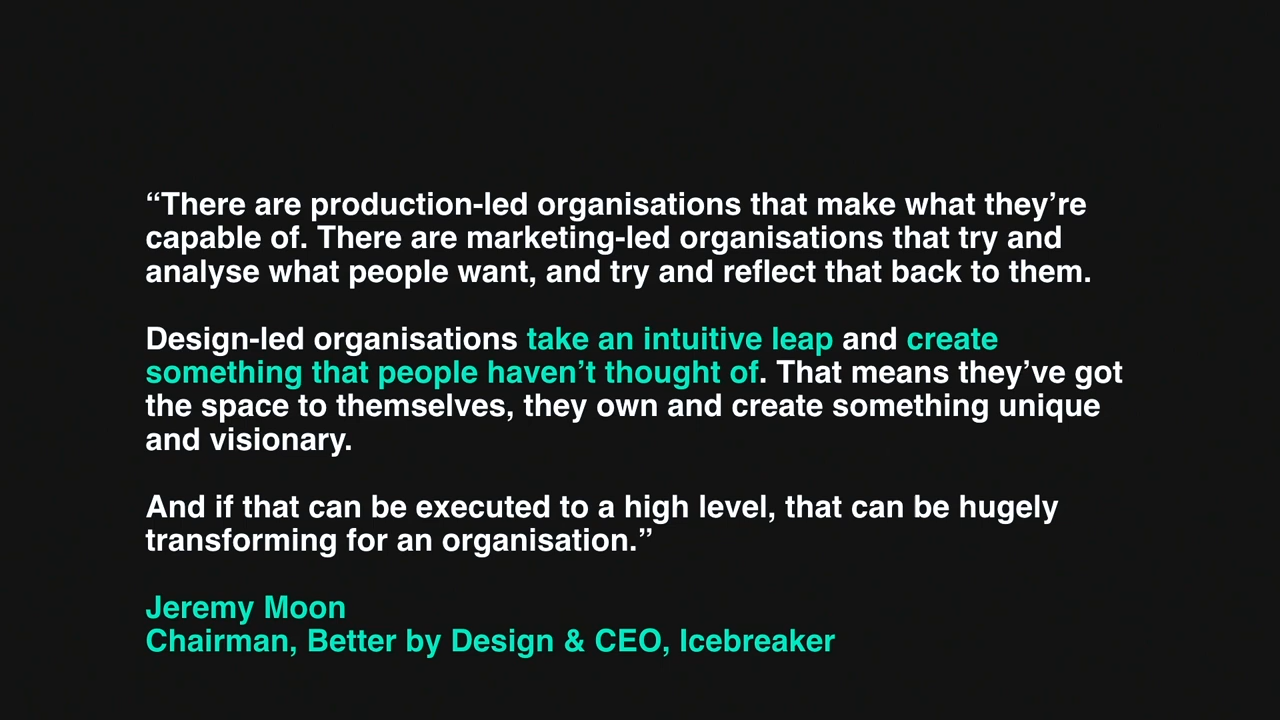 “There are production-led organisations that make what they’re
capable of. There are marketing-led organisations that try and
analyse what people want, and try and reflect that back to them.
Design-led organisations take an intuitive leap and create
something that people haven’t thought of. That means they’ve got
the space to themselves, they own and create something unique
and visionary.
And if that can be executed to a high level, that can be hugely
transforming for an organisation.”
Jeremy Moon
Chairman, Better by Design & CEO, Icebreaker